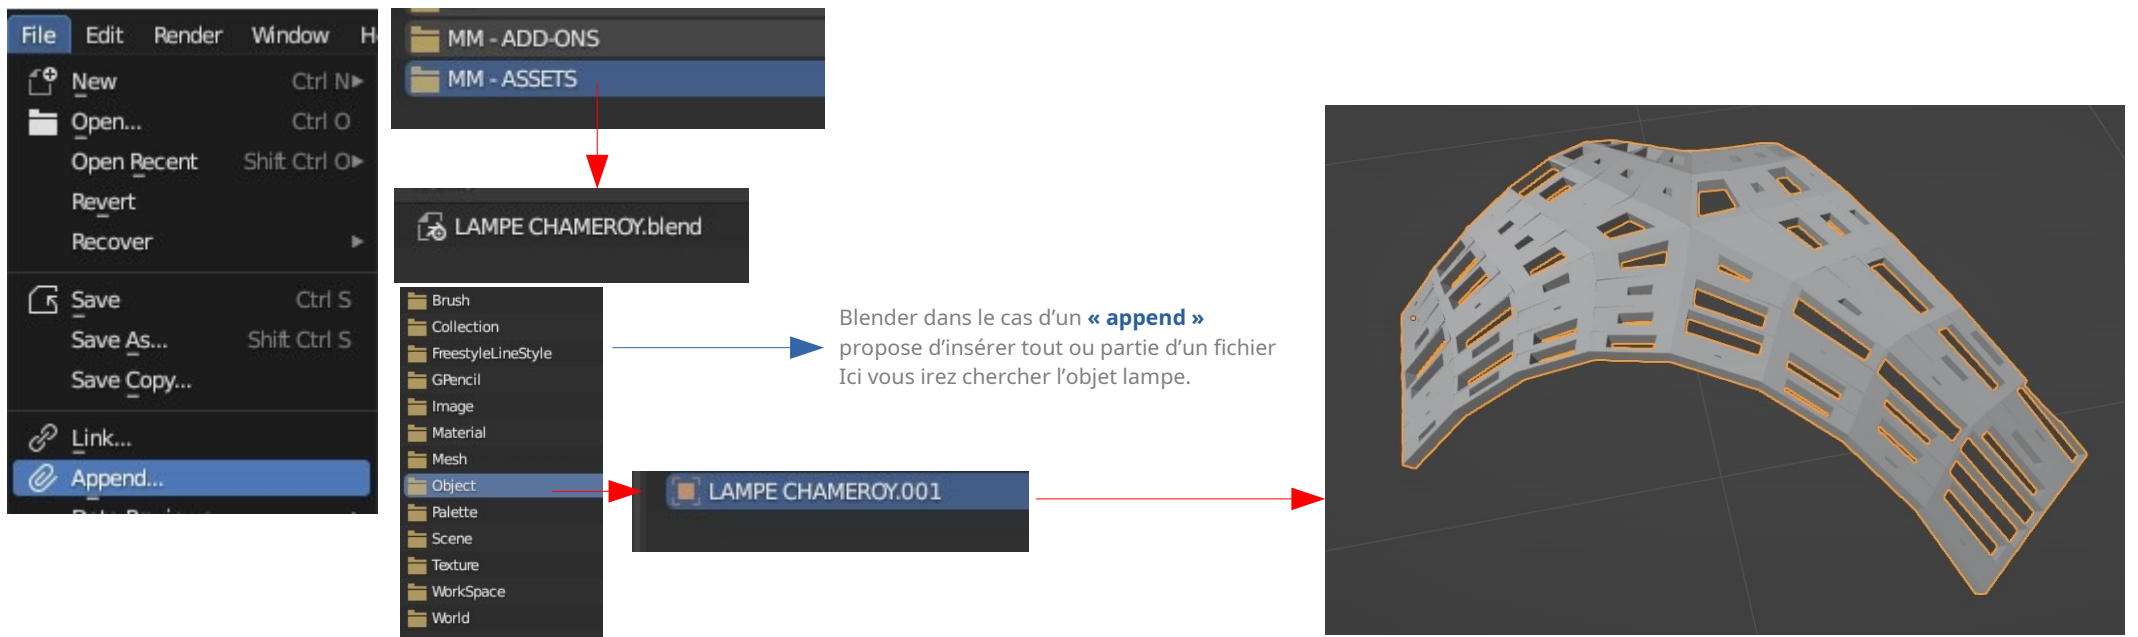 File Edit Render Window
New Ctrl N
Open... Ctrl O
Open Recent Shift Ctrl O
Revert
Recover
Save Ctrl S
Save As... Shift Ctrl S
Save Copy...
Link...
Append...
MM - ADD-ONS
MM - ASSETS
LAMPE CHAMEROY.blend
Brush
Collection
FreestyleLineStyle
GPencil
Image
Material
Mesh
Object
Palette
Scene
Texture
WorkSpace
World
Blender dans le cas d’un « append »
propose d’insérer tout ou partie d’un fichier
Ici vous irez chercher l’objet lampe.
LAMPE CHAMEROY.001